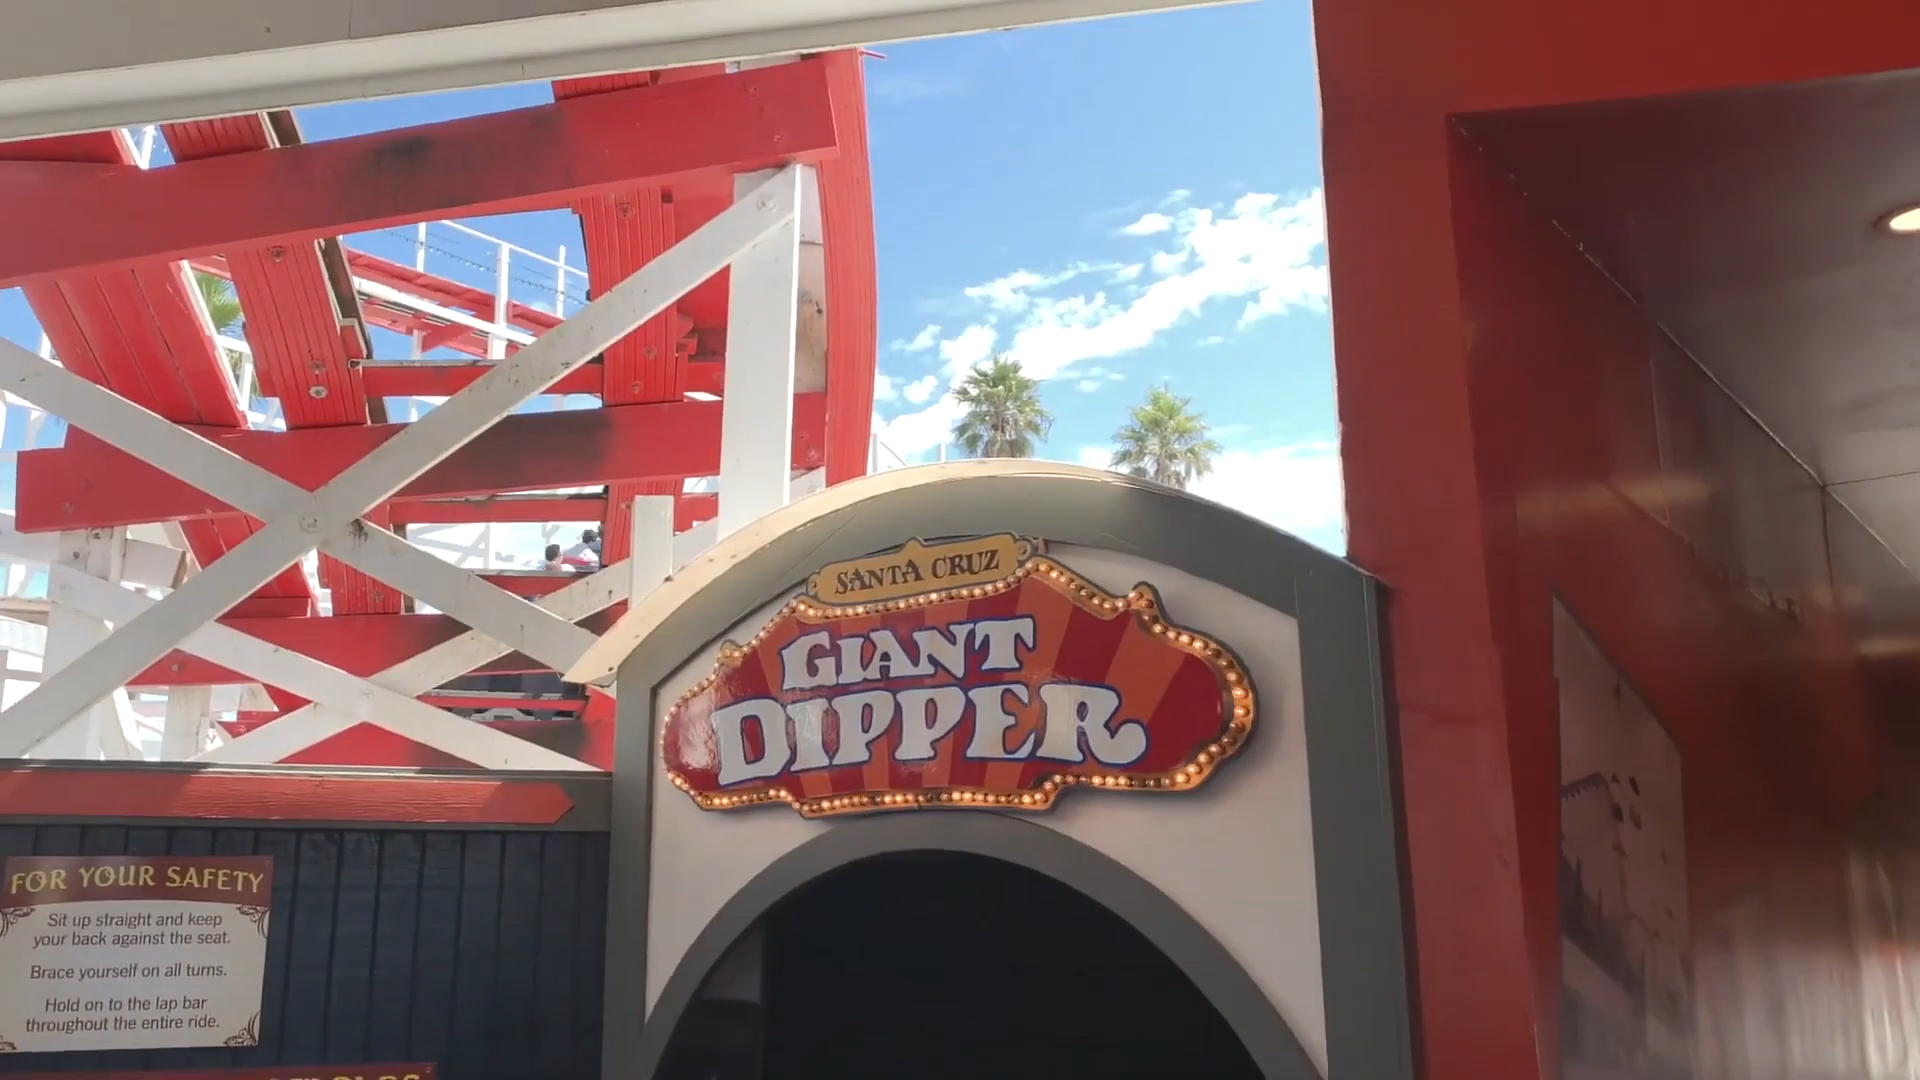 SANTA CRUZ
GIANT
DIPPER
FOR YOUR SAFETY
Sit up straight and keep
your back against the seat.
Brace yourself on all turns.
Hold on to the lap bar
throughout the entire ride.